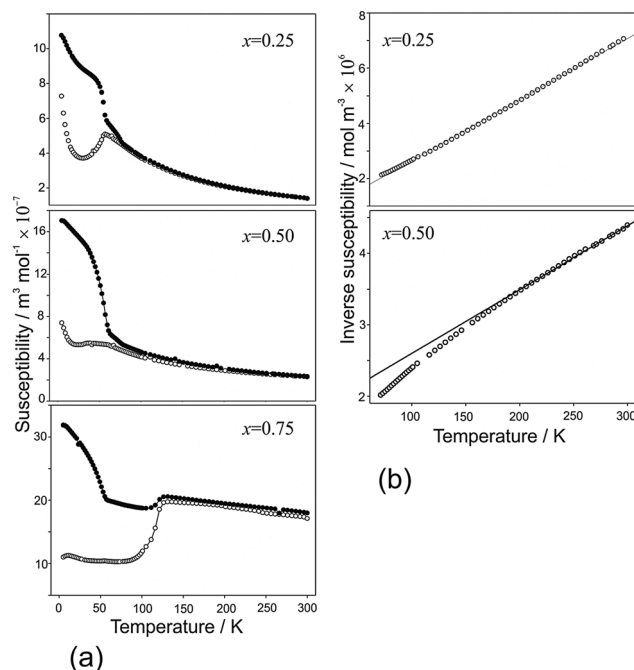 x=0.25
10
8
6
4
2
x=0.50
16
12
8
4
0
x=0.75
30
20
10
0
50
100
150
200
250
300
Susceptibility / m³ mol⁻¹ × 10⁻⁷
Temperature / K
(a)
x=0.25
8
6
4
2
x=0.50
4
3
2
100
150
200
250
300
Inverse susceptibility / mol m⁻³ × 10⁶
Temperature / K
(b)